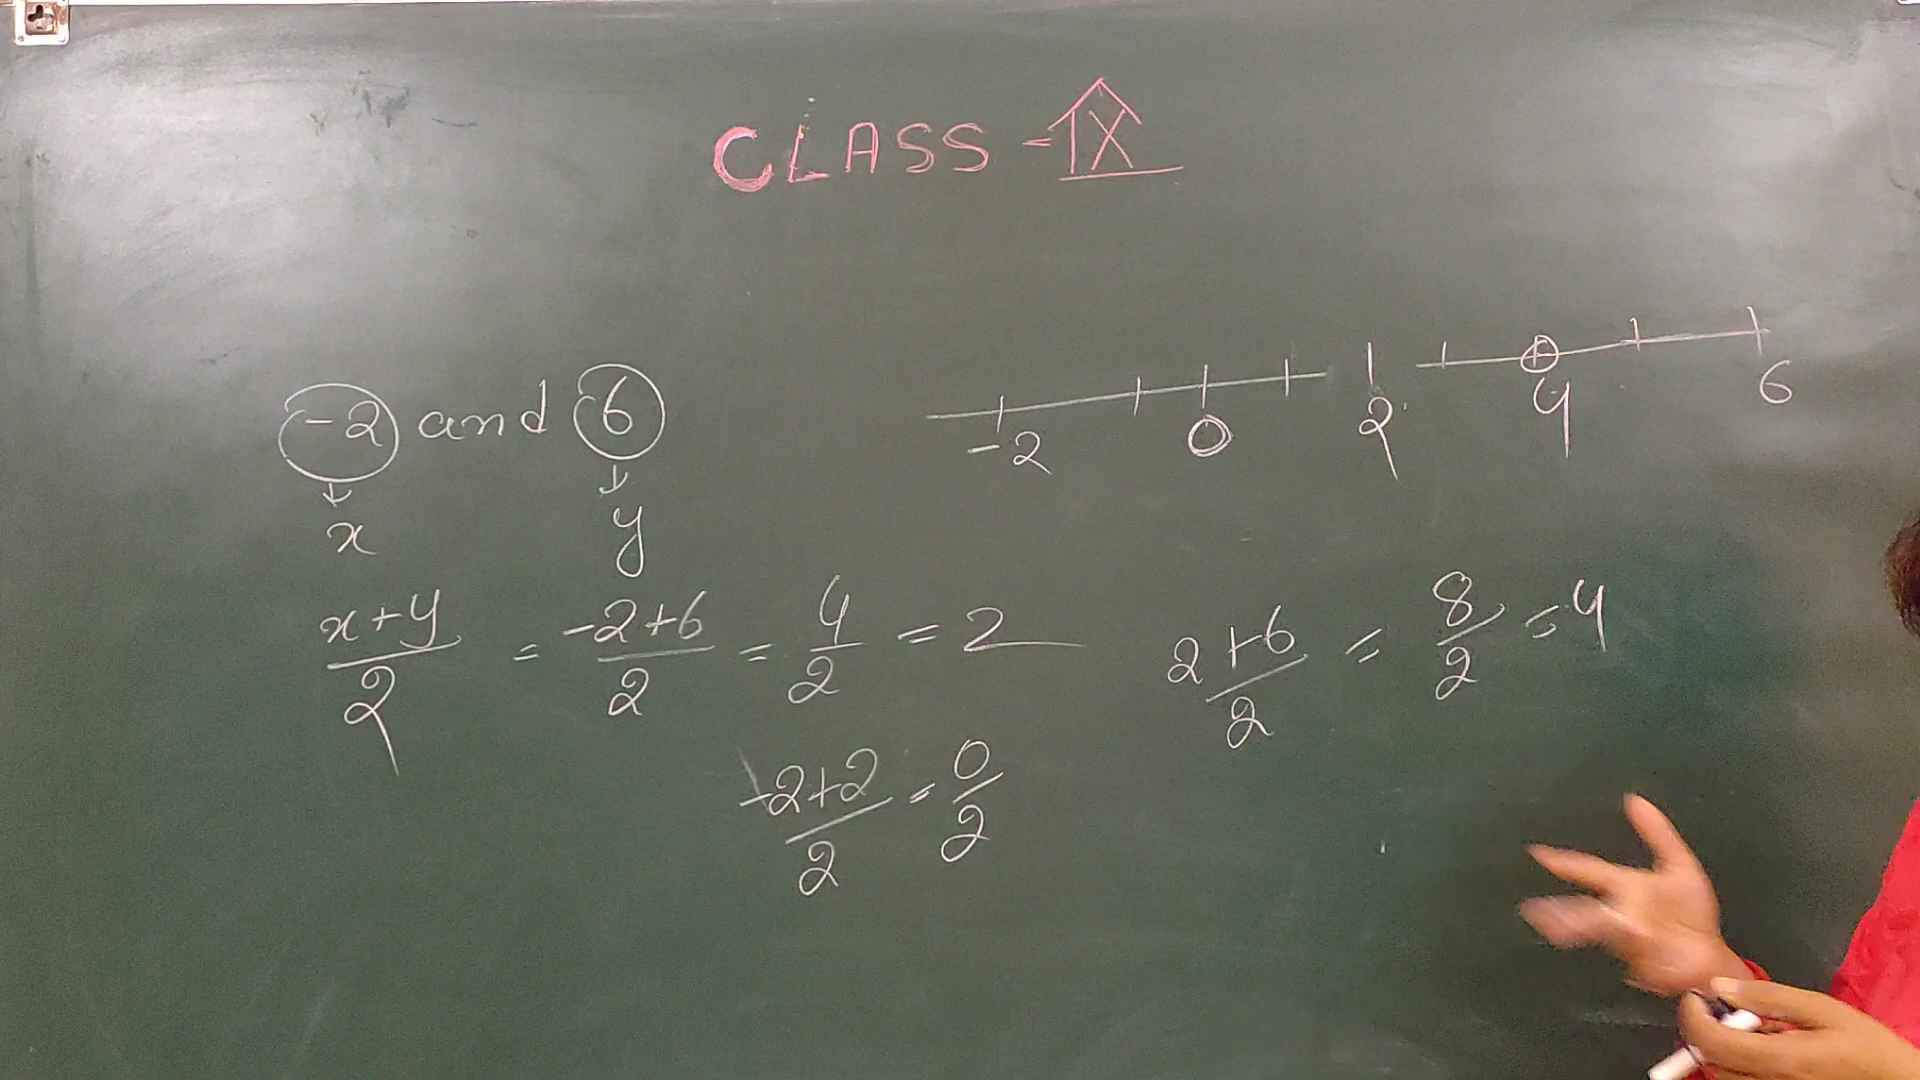 CLASS - IX
-2 and 6
x y
-2 0 2 4 6
x+y/2 = -2+6/2 = 4/2 = 2
2+6/2 = 8/2 = 4
-2+2/2 = 0/2